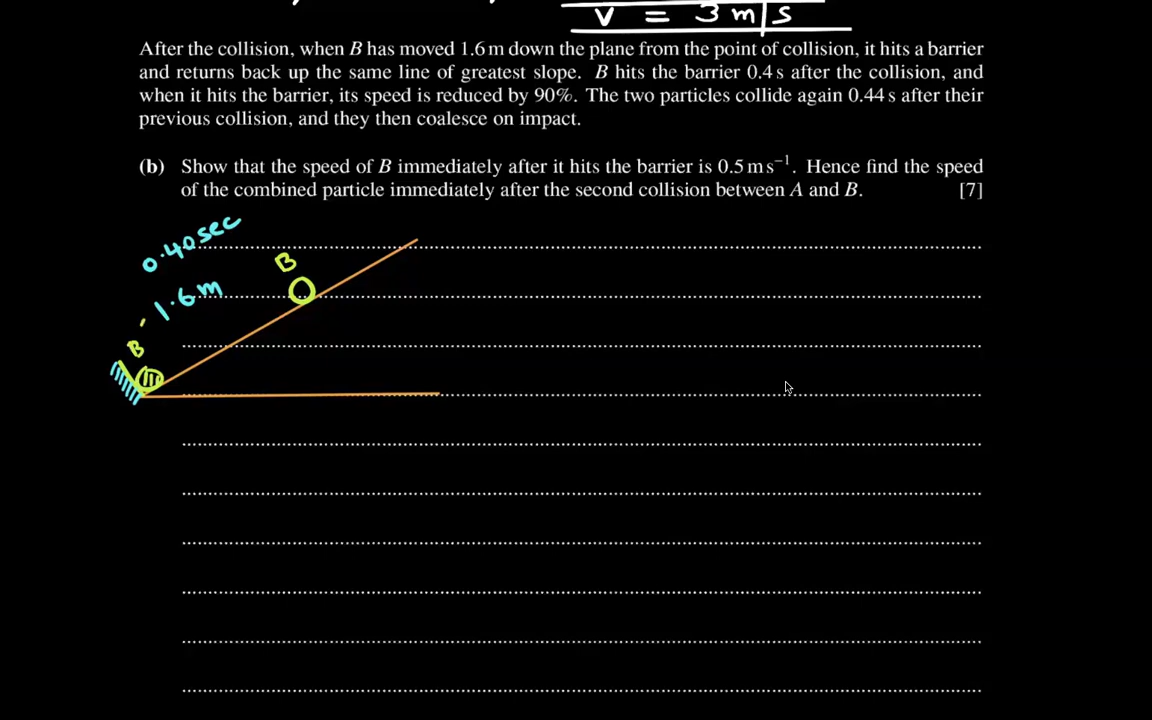 v = 3 m/s
After the collision, when B has moved 1.6 m down the plane from the point of collision, it hits a barrier
and returns back up the same line of greatest slope. B hits the barrier 0.4 s after the collision, and
when it hits the barrier, its speed is reduced by 90%. The two particles collide again 0.44 s after their
previous collision, and they then coalesce on impact.
(b) Show that the speed of B immediately after it hits the barrier is 0.5 m s⁻¹. Hence find the speed
of the combined particle immediately after the second collision between A and B. [7]
0.40 sec
B
1.6 m
B